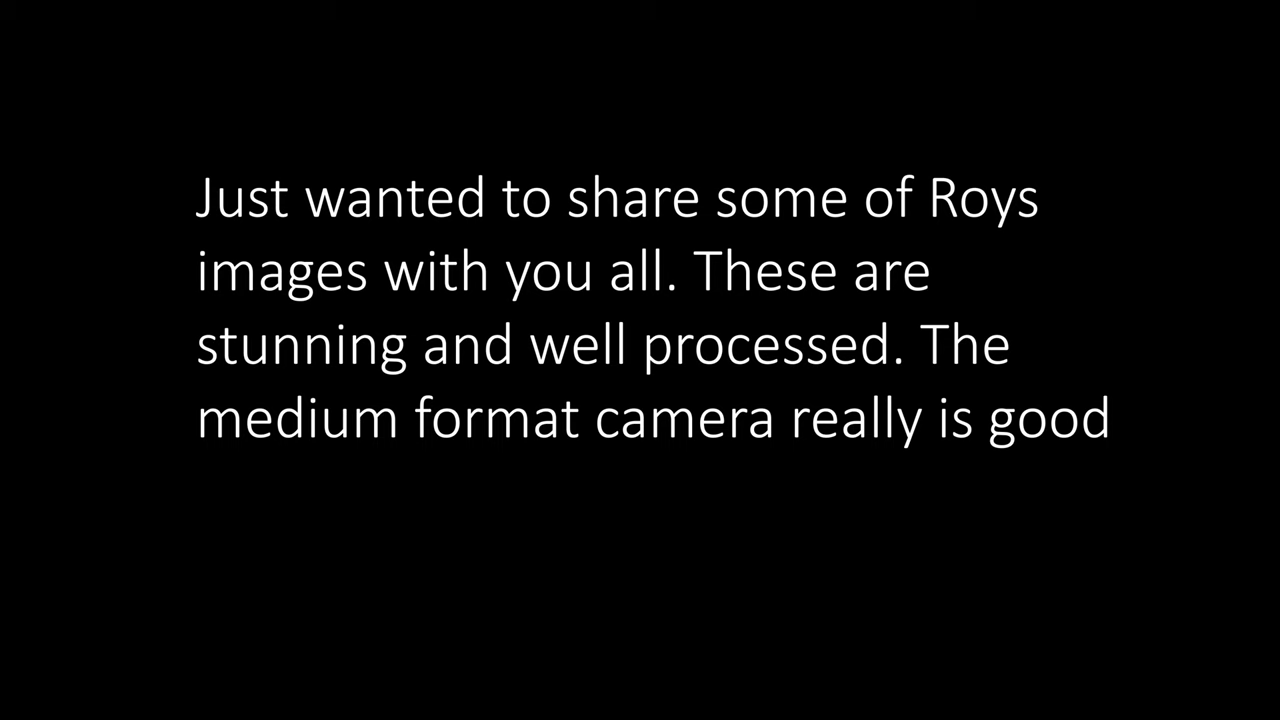 Just wanted to share some of Roys
images with you all. These are
stunning and well processed. The
medium format camera really is good